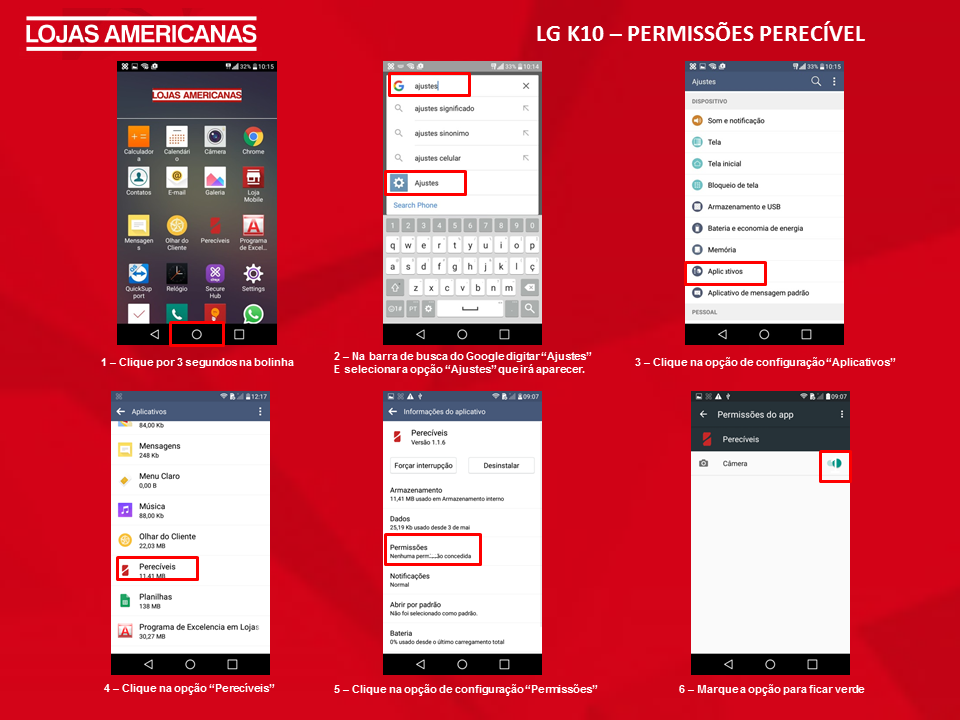 LOJAS AMERICANAS
LG K10 – PERMISSÕES PERECÍVEL
32% 10:15
LOJAS AMERICANAS
Calculador
a
Calendári
o
Câmera
Chrome
Contatos
E-mail
Galeria
Loja
Mobile
Mensagen
s
Olhar do
Cliente
Perecíveis
Programa
de Excel...
QuickSup
port
Relógio
Secure
Hub
Settings
1 – Clique por 3 segundos na bolinha
33% 10:14
ajustes
ajustes significado
ajustes sinonimo
ajustes celular
Ajustes
Search Phone
1 2 3 4 5 6 7 8 9 0
q w e r t y u i o p
a s d f g h j k l ç
z x c v b n m
PT
2 – Na barra de busca do Google digitar “Ajustes”
E selecionar a opção “Ajustes” que irá aparecer.
33% 10:15
Ajustes
DISPOSITIVO
Som e notificação
Tela
Tela inicial
Bloqueio de tela
Armazenamento e USB
Bateria e economia de energia
Memória
Aplicativos
Aplicativo de mensagem padrão
PESSOAL
3 – Clique na opção de configuração “Aplicativos”
12:17
Aplicativos
84,00 Kb
Mensagens
248 Kb
Menu Claro
0,00 B
Música
88,00 Kb
Olhar do Cliente
22,03 MB
Perecíveis
11,41 MB
Planilhas
138 MB
Programa de Excelencia em Lojas
30,27 MB
4 – Clique na opção “Perecíveis”
09:07
Informações do aplicativo
Perecíveis
Versão 1.1.6
Forçar interrupção
Desinstalar
Armazenamento
11,41 MB usado em Armazenamento interno
Dados
25,19 Kb usado desde 3 de mai
Permissões
Nenhuma permissão concedida
Notificações
Normal
Abrir por padrão
Não foi selecionado como padrão.
Bateria
0% usado desde o último carregamento total
5 – Clique na opção de configuração “Permissões”
09:07
Permissões do app
Perecíveis
Câmera
6 – Marque a opção para ficar verde